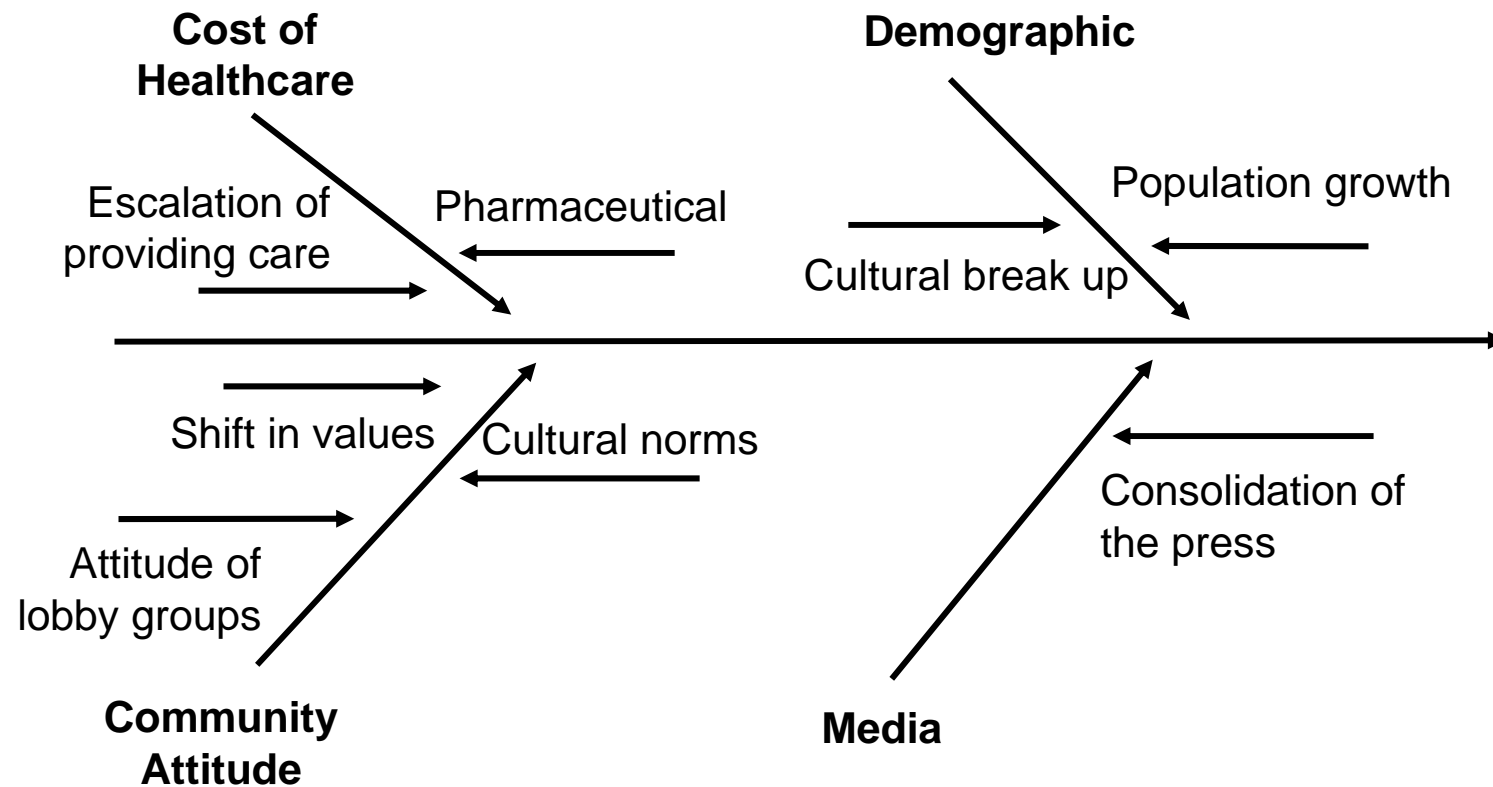 Cost of
Healthcare
Demographic
Escalation of
providing care
Pharmaceutical
Population growth
Cultural break up
Shift in values
Cultural norms
Attitude of
lobby groups
Consolidation of
the press
Community
Attitude
Media